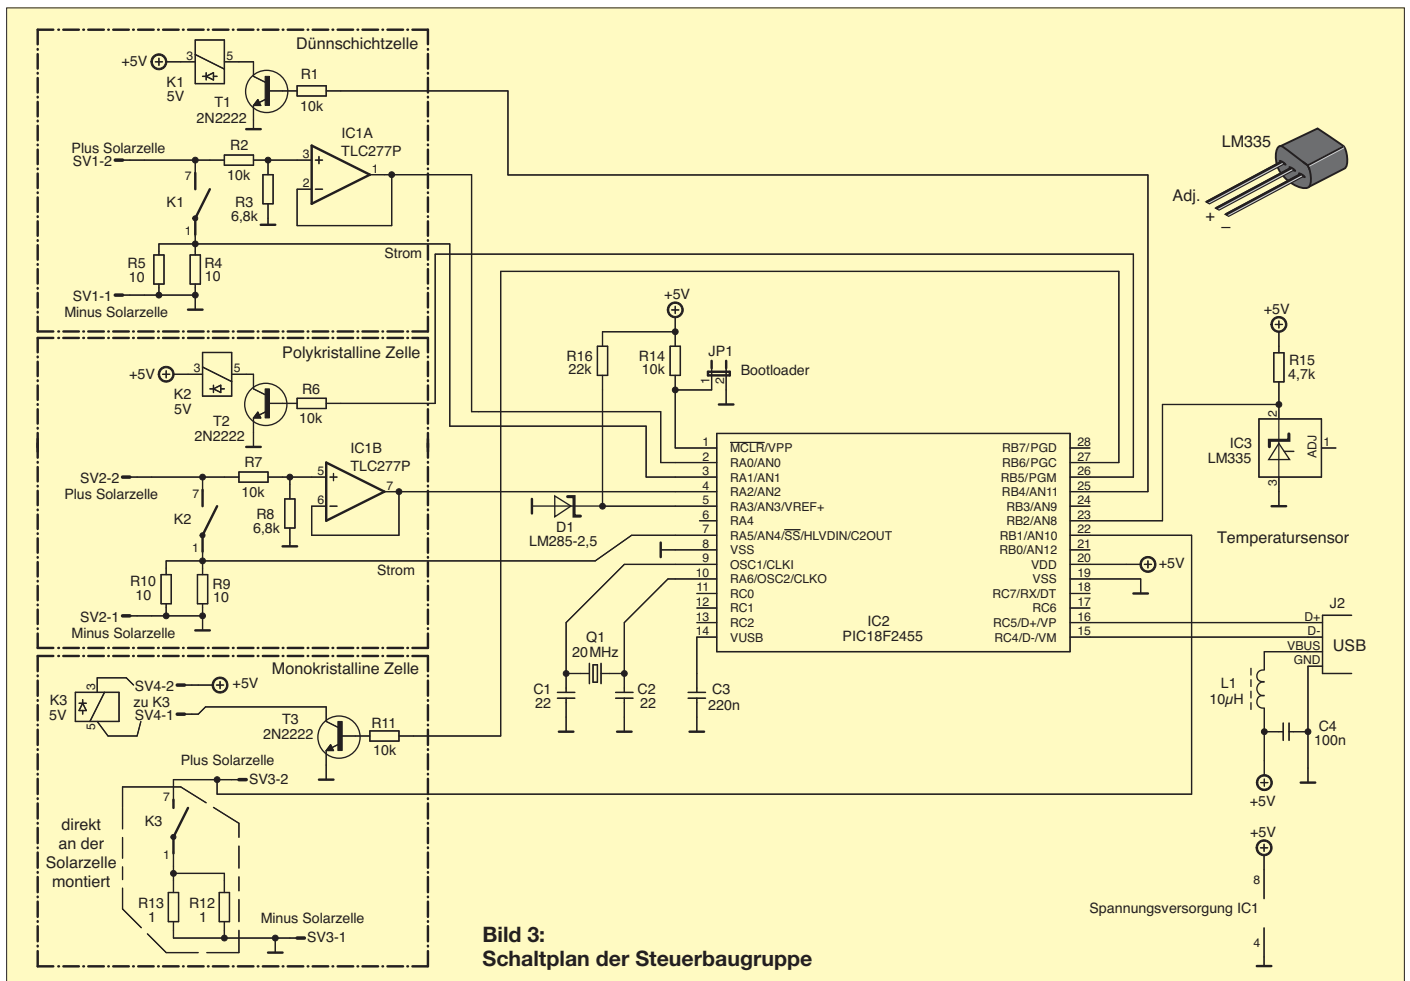 Dünnschichtzelle
+5V
3
5
K1
5V
T1
2N2222
R1
10k
Plus Solarzelle
SV1-2
R2
10k
R3
6,8k
IC1A
TLC277P
3
+
2
–
1
7
K1
1
Strom
R5
10
R4
10
SV1-1
Minus Solarzelle
Polykristalline Zelle
+5V
3
5
K2
5V
T2
2N2222
R6
10k
SV2-2
Plus Solarzelle
R7
10k
R8
6,8k
IC1B
TLC277P
5
+
6
–
7
7
K2
1
Strom
R10
10
R9
10
SV2-1
Minus Solarzelle
Monokristalline Zelle
K3
5V
3
5
SV4-2
+5V
zu K3
SV4-1
T3
2N2222
R11
10k
Plus Solarzelle
SV3-2
7
K3
1
direkt
an der
Solarzelle
montiert
R13
1
R12
1
Minus Solarzelle
SV3-1
+5V
R16
22k
R14
10k
JP1
1
2
Bootloader
D1
LM285-2,5
1 MCLR/VPP
2 RA0/AN0
3 RA1/AN1
4 RA2/AN2
5 RA3/AN3/VREF+
6 RA4
7 RA5/AN4/SS/HLVDIN/C2OUT
8 VSS
9 OSC1/CLKI
10 RA6/OSC2/CLKO
11 RC0
12 RC1
13 RC2
14 VUSB
RB7/PGD 28
RB6/PGC 27
RB5/PGM 26
RB4/AN11 25
RB3/AN9 24
RB2/AN8 23
RB1/AN10 22
RB0/AN12 21
VDD 20
VSS 19
RC7/RX/DT 18
RC6 17
RC5/D+/VP 16
RC4/D-/VM 15
IC2
PIC18F2455
+5V
Q1
20MHz
C1
22
C2
22
C3
220n
LM335
Adj.
+
–
+5V
R15
4,7k
2
IC3
LM335
ADJ
1
3
Temperatursensor
J2
D+
D-
VBUS
GND
USB
L1
10µH
C4
100n
+5V
+5V
8
Spannungsversorgung IC1
4
Bild 3:
Schaltplan der Steuerbaugruppe